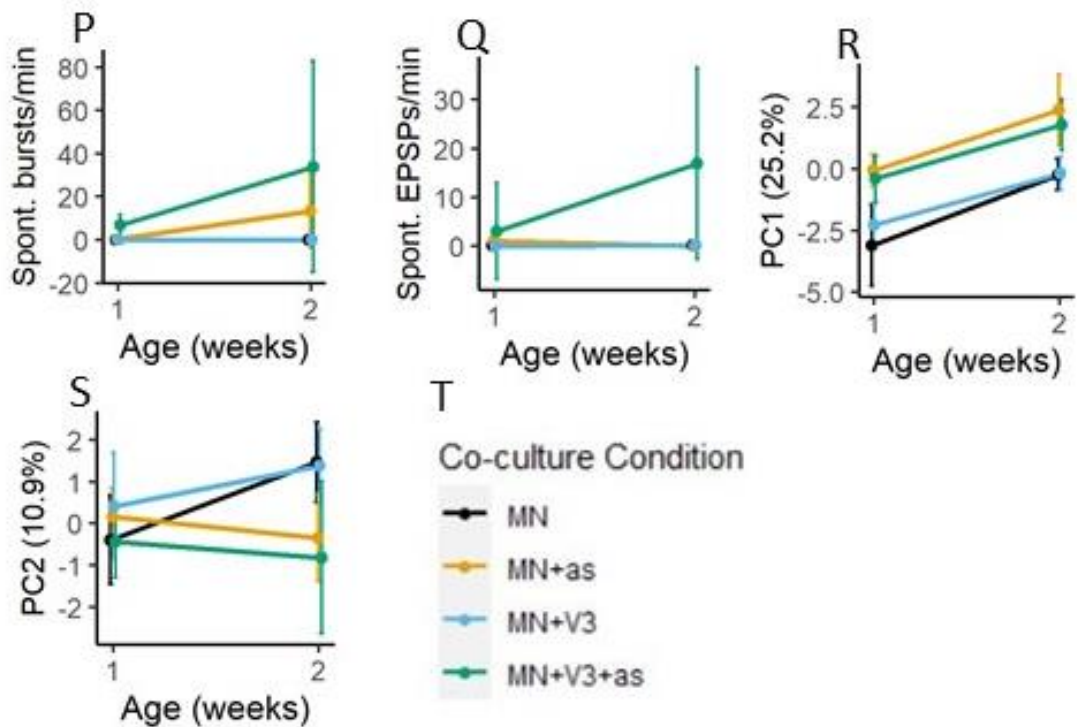 P
Spont. bursts/min
80
60
40
20
0
-20
1
2
Age (weeks)
Q
Spont. EPSPs/min
30
20
10
0
1
2
Age (weeks)
R
PC1 (25.2%)
2.5
0.0
-2.5
-5.0
1
2
Age (weeks)
S
PC2 (10.9%)
2
1
0
-1
-2
1
2
Age (weeks)
T
Co-culture Condition
MN
MN+as
MN+V3
MN+V3+as